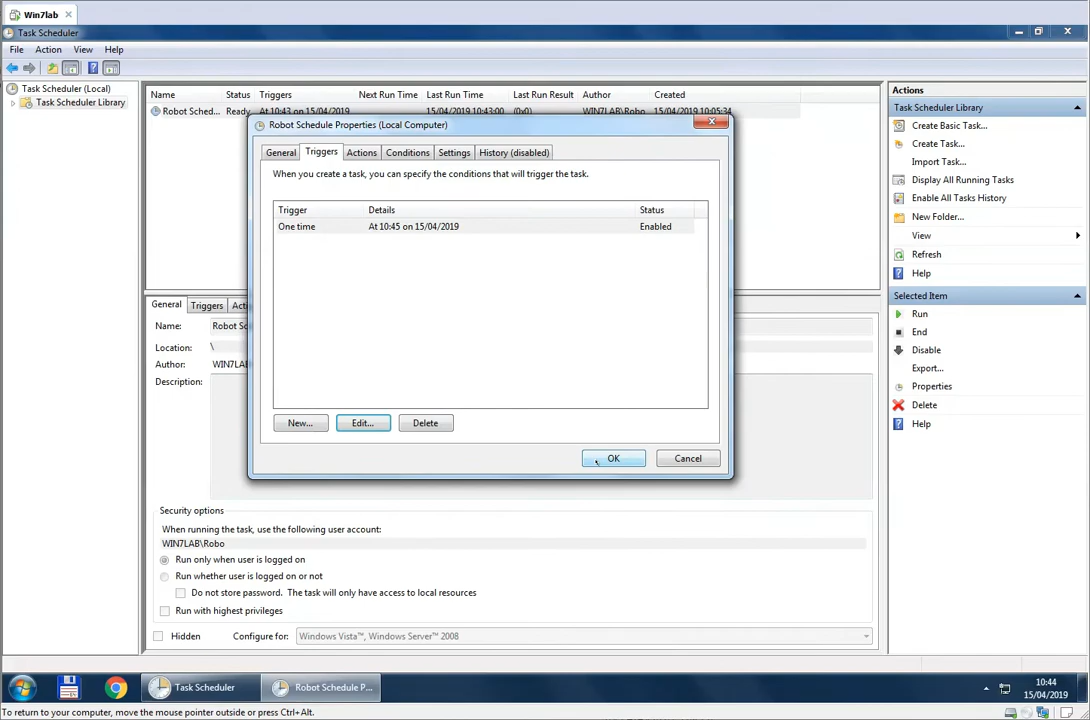 Win7lab
Task Scheduler
File Action View Help
Task Scheduler (Local)
Task Scheduler Library
Name Status Triggers Next Run Time Last Run Time Last Run Result Author Created
Robot Sched... Ready At 10:43 on 15/04/2019 15/04/2019 10:43:00 (0x0) WIN7LAB\Robo 15/04/2019 10:05:34
Robot Schedule Properties (Local Computer)
General Triggers Actions Conditions Settings History (disabled)
When you create a task, you can specify the conditions that will trigger the task.
Trigger Details Status
One time At 10:45 on 15/04/2019 Enabled
New... Edit... Delete
OK Cancel
General Triggers Acti
Name: Robot Sc
Location: \
Author: WIN7LAB
Description:
Security options
When running the task, use the following user account:
WIN7LAB\Robo
Run only when user is logged on
Run whether user is logged on or not
Do not store password. The task will only have access to local resources
Run with highest privileges
Hidden Configure for: Windows Vista™, Windows Server™ 2008
Actions
Task Scheduler Library
Create Basic Task...
Create Task...
Import Task...
Display All Running Tasks
Enable All Tasks History
New Folder...
View
Refresh
Help
Selected Item
Run
End
Disable
Export...
Properties
Delete
Help
Task Scheduler Robot Schedule P...
10:44
15/04/2019
To return to your computer, move the mouse pointer outside or press Ctrl+Alt.